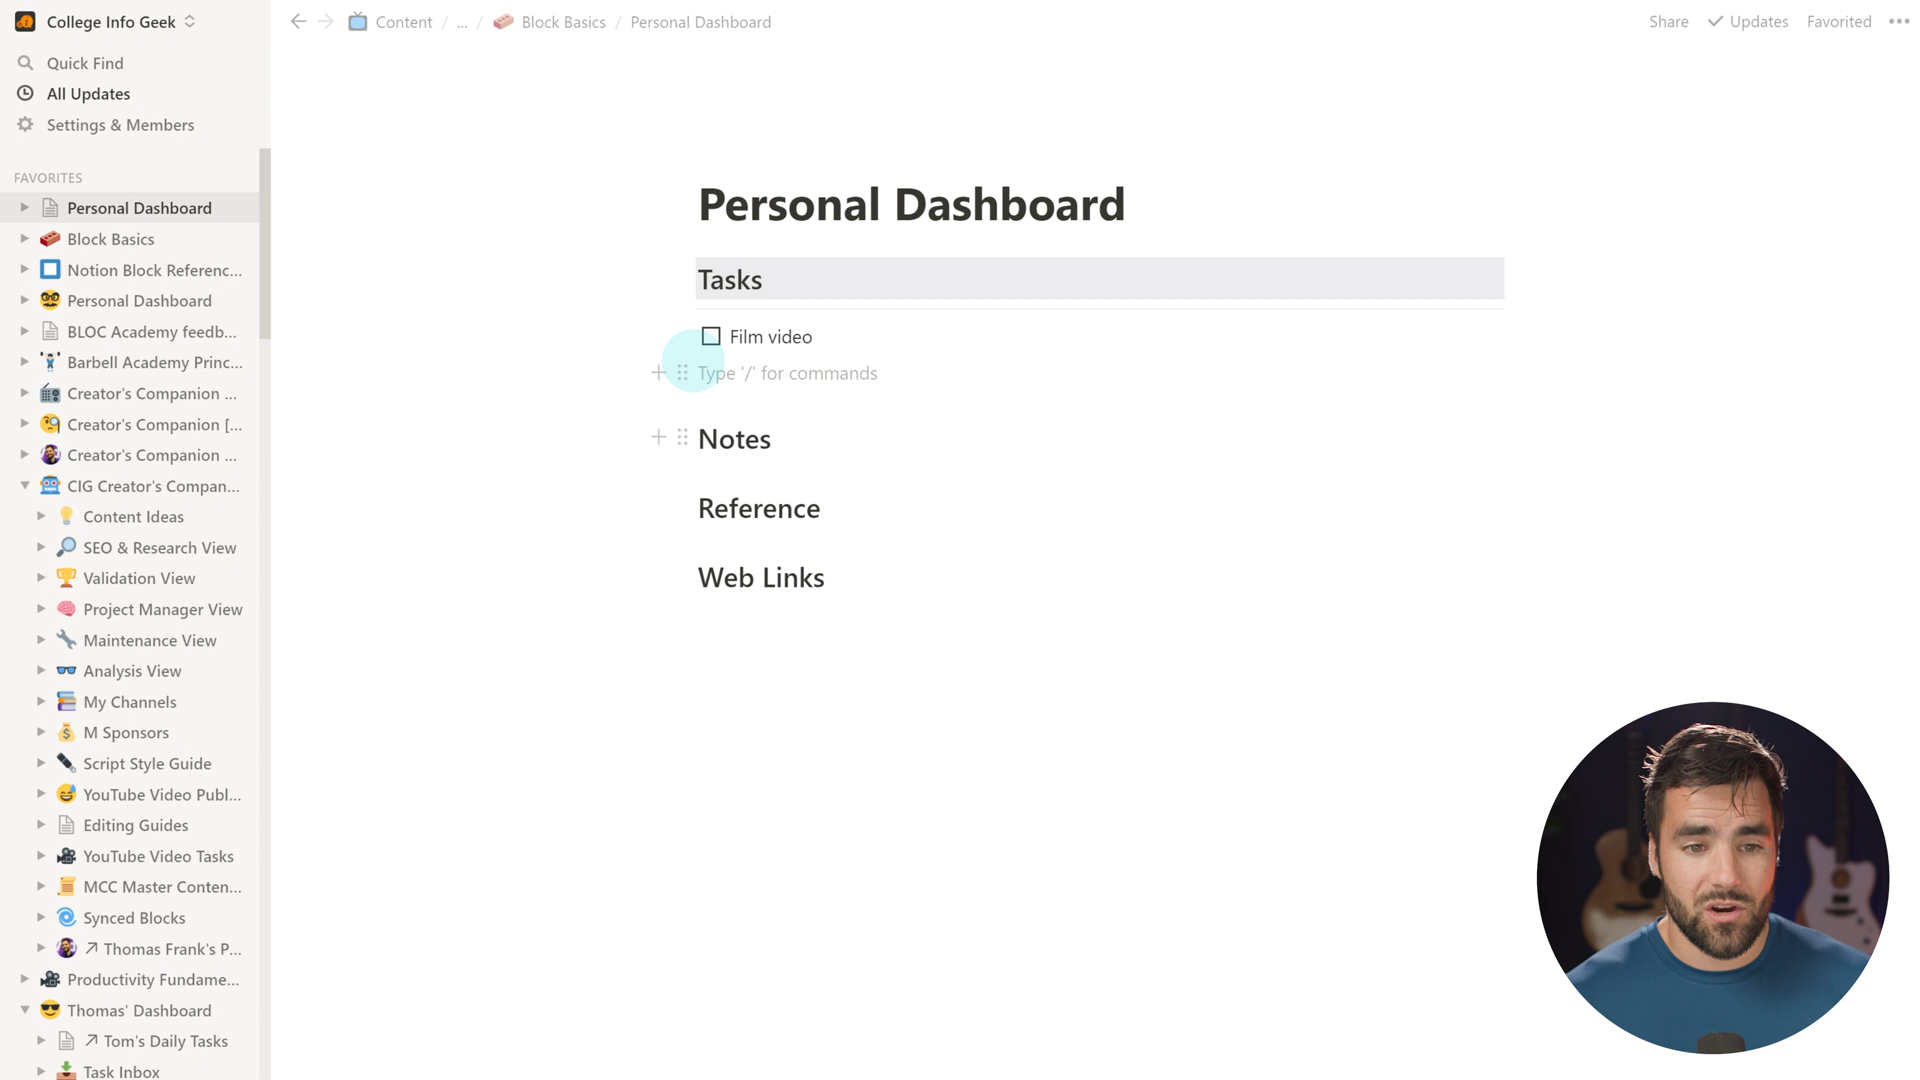 College Info Geek
Content / ... / Block Basics / Personal Dashboard
Share Updates Favorited
Quick Find
All Updates
Settings & Members
FAVORITES
Personal Dashboard
Block Basics
Notion Block Referenc...
Personal Dashboard
BLOC Academy feedb...
Barbell Academy Princ...
Creator's Companion ...
Creator's Companion [...
Creator's Companion ...
CIG Creator's Compan...
Content Ideas
SEO & Research View
Validation View
Project Manager View
Maintenance View
Analysis View
My Channels
M Sponsors
Script Style Guide
YouTube Video Publ...
Editing Guides
YouTube Video Tasks
MCC Master Conten...
Synced Blocks
Thomas Frank's P...
Productivity Fundame...
Thomas' Dashboard
Tom's Daily Tasks
Task Inbox
Personal Dashboard
Tasks
Film video
Type '/' for commands
Notes
Reference
Web Links